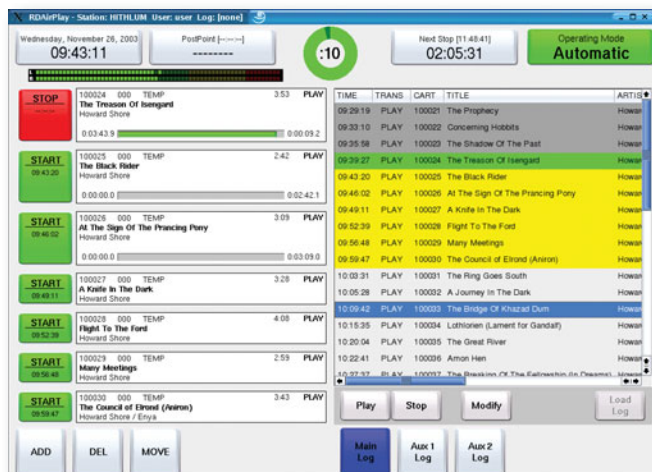 RDAirPlay - Station: HITHLUM User: user Log: [none]
Wednesday, November 26, 2003
09:43:11
PostPoint [--:--:--]
--------
:10
Next Stop [11:48:41]
02:05:31
Operating Mode
Automatic
STOP
100024 000 TEMP 3:53 PLAY
The Treason Of Isengard
Howard Shore
0:03:43.9 0:00:09.2
START
09:43:20
100025 000 TEMP 2:42 PLAY
The Black Rider
Howard Shore
0:00:00.0 0:02:42.1
START
09:46:02
100026 000 TEMP 3:09 PLAY
At The Sign Of The Prancing Pony
Howard Shore
0:00:00.0 0:03:09.0
START
09:49:11
100027 000 TEMP 3:28 PLAY
A Knife In The Dark
Howard Shore
START
09:52:39
100028 000 TEMP 4:08 PLAY
Flight To The Ford
Howard Shore
START
09:56:48
100029 000 TEMP 2:59 PLAY
Many Meetings
Howard Shore
START
09:59:47
100030 000 TEMP 3:43 PLAY
The Council of Elrond (Aniron)
Howard Shore / Enya
ADD DEL MOVE
TIME TRANS CART TITLE ARTIS
09:29:19 PLAY 100021 The Prophecy Howar
09:33:10 PLAY 100022 Concerning Hobbits Howar
09:35:58 PLAY 100023 The Shadow Of The Past Howar
09:39:27 PLAY 100024 The Treason Of Isengard Howar
09:43:20 PLAY 100025 The Black Rider Howar
09:46:02 PLAY 100026 At The Sign Of The Prancing Pony Howar
09:49:11 PLAY 100027 A Knife In The Dark Howar
09:52:39 PLAY 100028 Flight To The Ford Howar
09:56:48 PLAY 100029 Many Meetings Howar
09:59:47 PLAY 100030 The Council of Elrond (Aniron) Howar
10:03:31 PLAY 100031 The Ring Goes South Howar
10:05:28 PLAY 100032 A Journey In The Dark Howar
10:09:42 PLAY 100033 The Bridge Of Khazad Dum Howar
10:15:35 PLAY 100034 Lothlorien (Lament for Gandalf) Howar
10:20:04 PLAY 100035 The Great River Howar
10:22:41 PLAY 100036 Amon Hen Howar
10:27:37 PLAY 100037 The Breaking Of The Fellowship (In Dreams) Howar
Play Stop Modify Load
Log
Main
Log
Aux 1
Log
Aux 2
Log